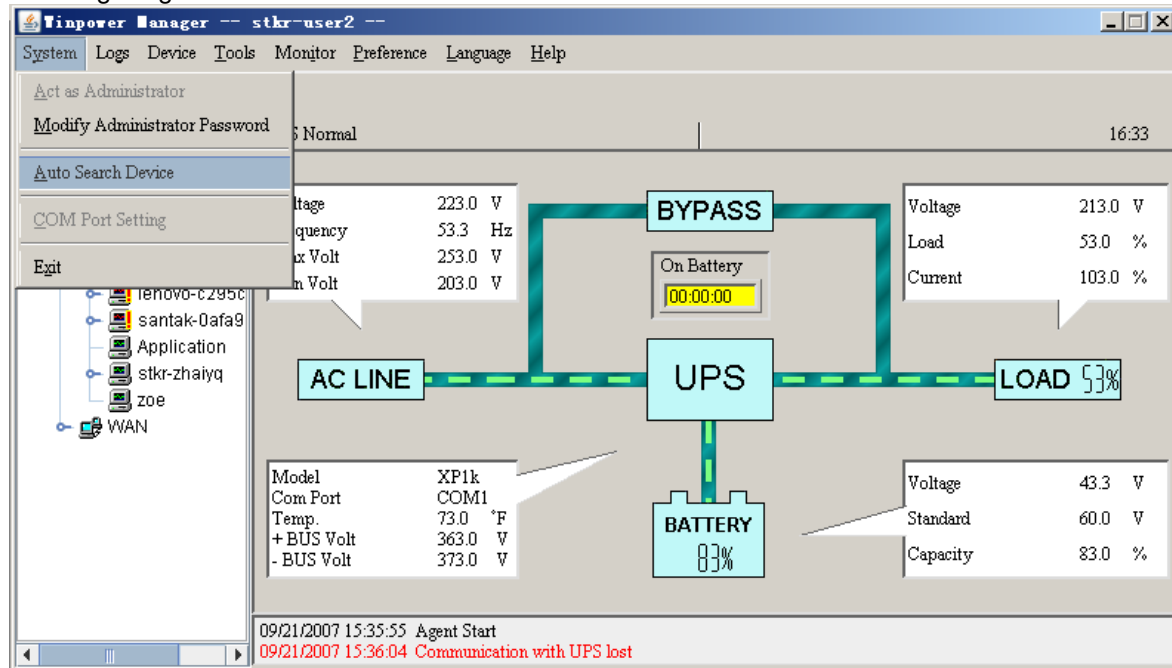 Winpower Manager -- stkr-user2 --
System Logs Device Tools Monitor Preference Language Help
Act as Administrator
Modify Administrator Password
Auto Search Device
COM Port Setting
Exit
Normal
16:33
lenovo-c295c
santak-0afa9
Application
stkr-zhaiyq
zoe
WAN
223.0 V
53.3 Hz
Volt 253.0 V
Volt 203.0 V
BYPASS
On Battery
00:00:00
Voltage 213.0 V
Load 53.0 %
Current 103.0 %
AC LINE
UPS
LOAD 53%
Model XP1k
Com Port COM1
Temp. 73.0 °F
+ BUS Volt 363.0 V
- BUS Volt 373.0 V
BATTERY
83%
Voltage 43.3 V
Standard 60.0 V
Capacity 83.0 %
09/21/2007 15:35:55 Agent Start
09/21/2007 15:36:04 Communication with UPS lost